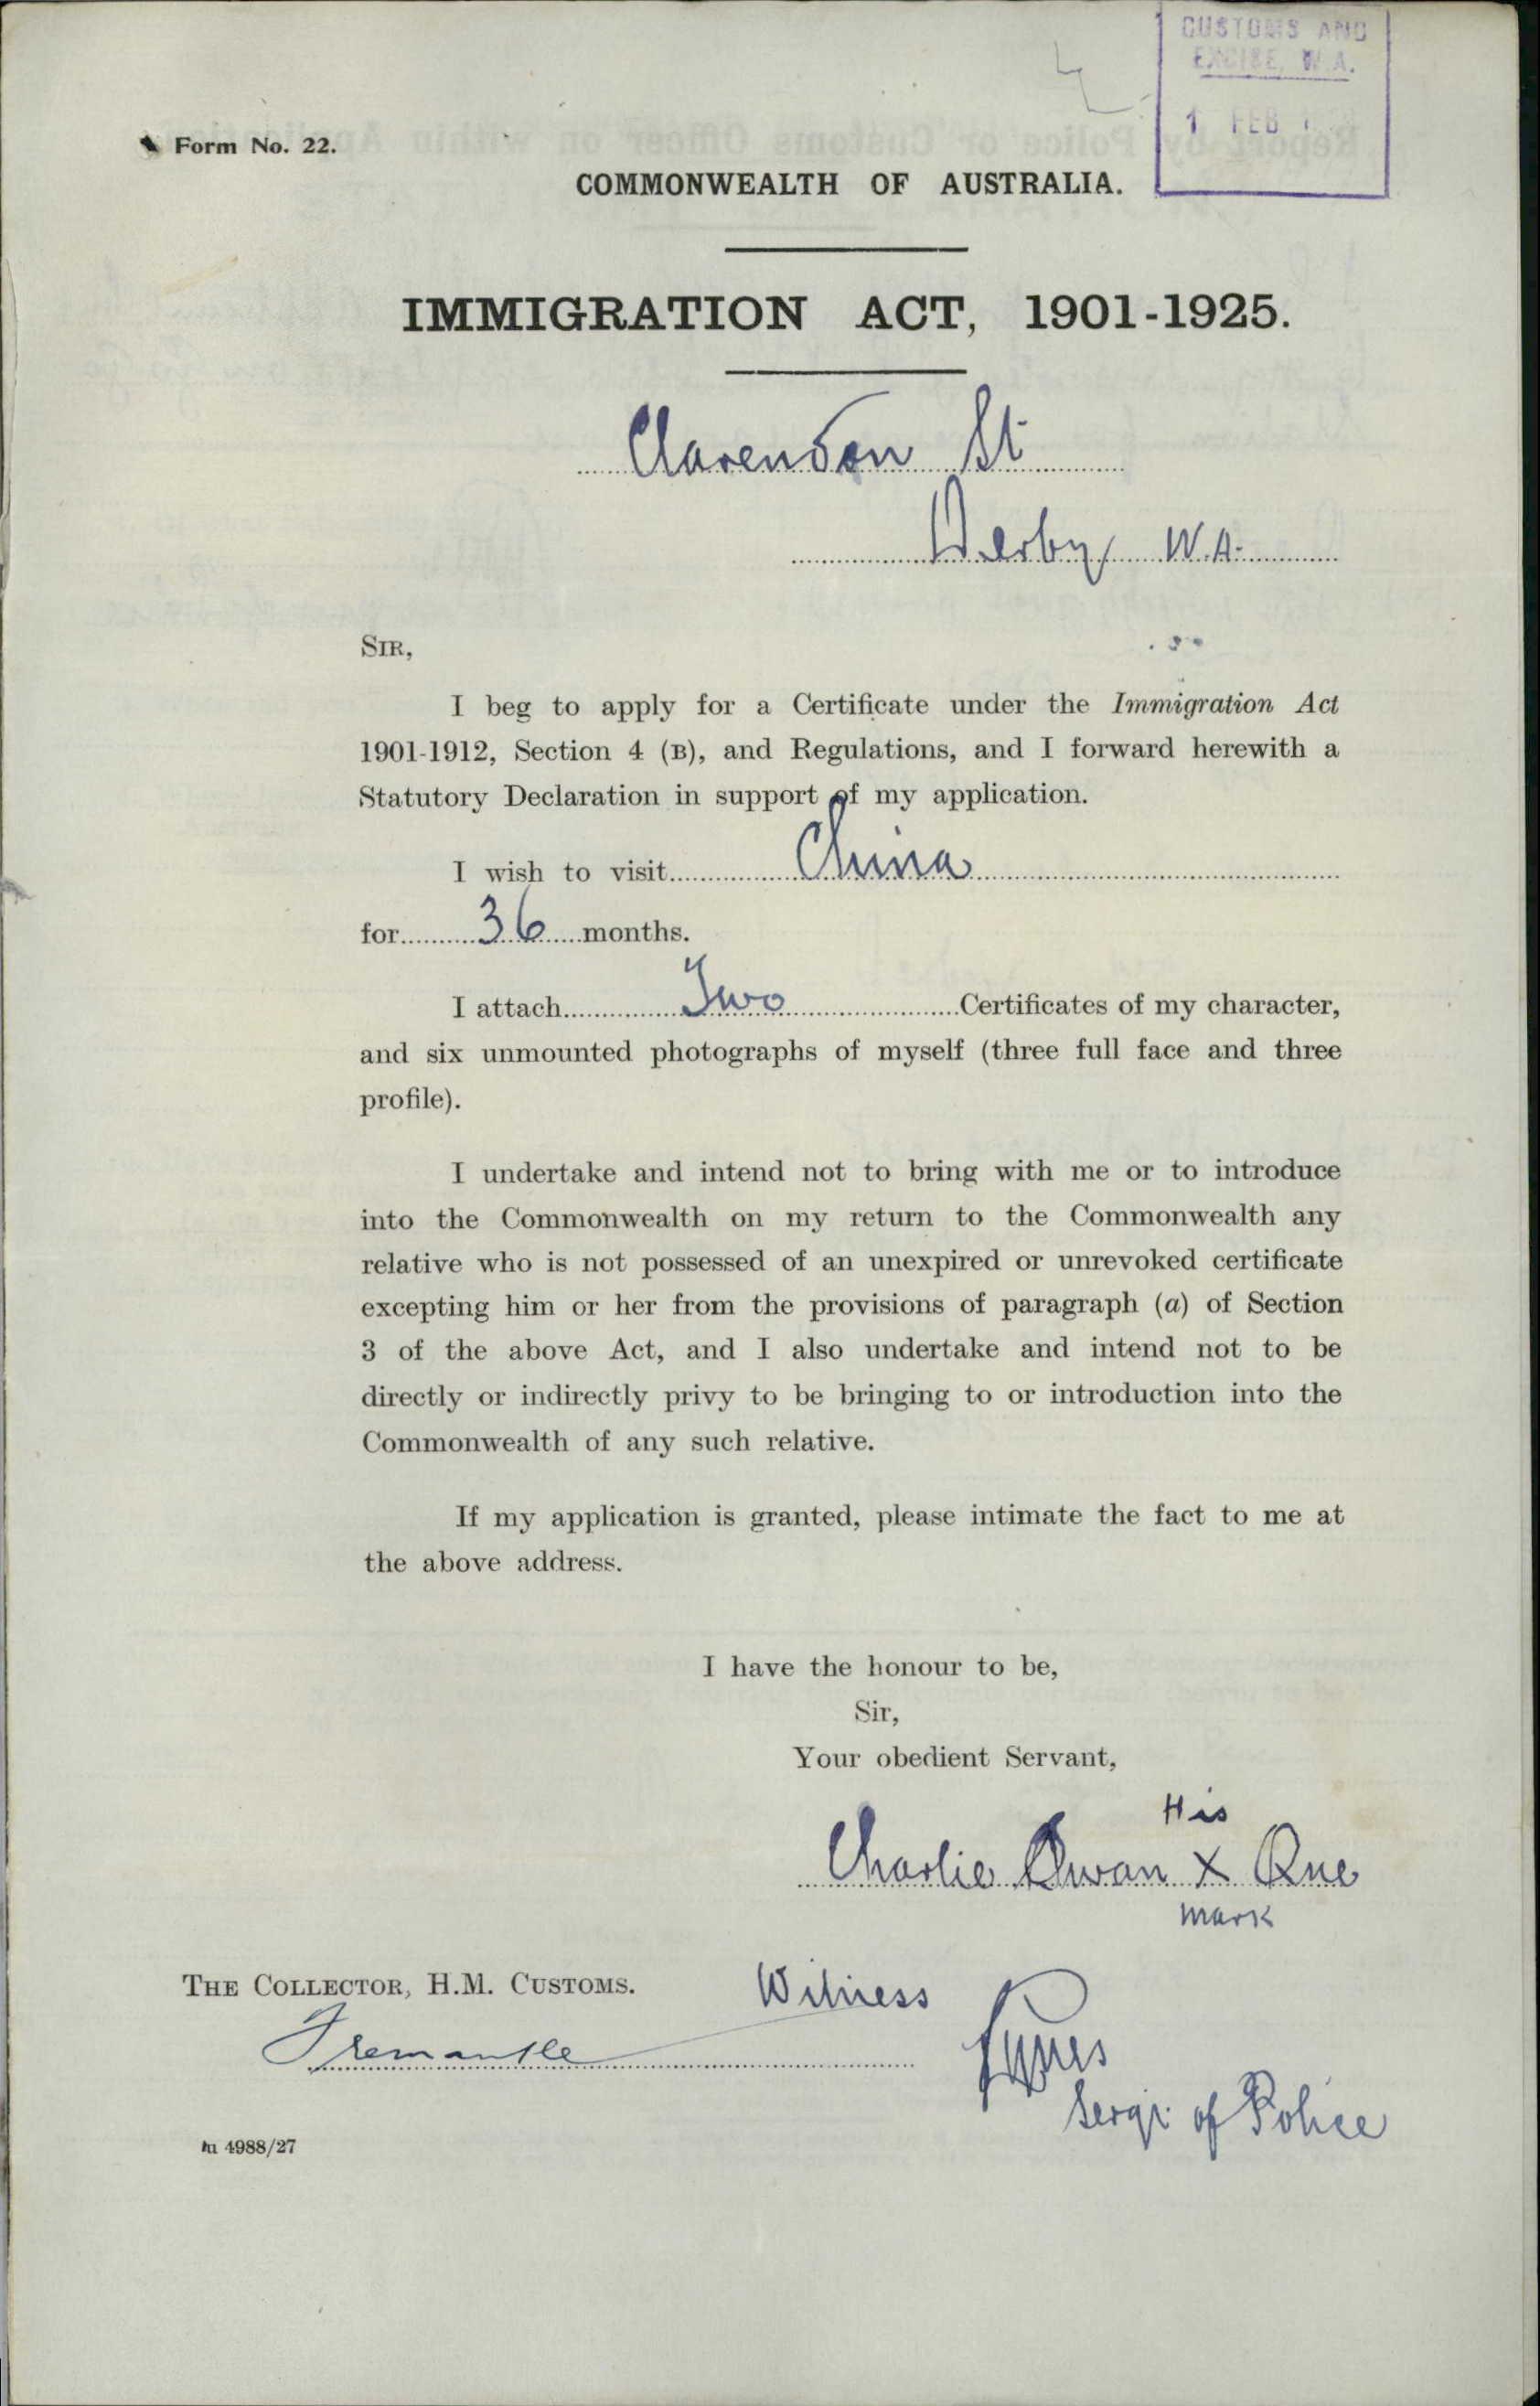 CUSTOMS AND
EXCISE, W.A.
1 FEB
Form No. 22.
COMMONWEALTH OF AUSTRALIA.
IMMIGRATION ACT, 1901-1925.
Clarendon St
Derby W.A.
SIR,
I beg to apply for a Certificate under the Immigration Act
1901-1912, Section 4 (B), and Regulations, and I forward herewith a
Statutory Declaration in support of my application.
I wish to visit China
for 36 months.
I attach Two Certificates of my character,
and six unmounted photographs of myself (three full face and three
profile).
I undertake and intend not to bring with me or to introduce
into the Commonwealth on my return to the Commonwealth any
relative who is not possessed of an unexpired or unrevoked certificate
excepting him or her from the provisions of paragraph (a) of Section
3 of the above Act, and I also undertake and intend not to be
directly or indirectly privy to be bringing to or introduction into the
Commonwealth of any such relative.
If my application is granted, please intimate the fact to me at
the above address.
I have the honour to be,
Sir,
Your obedient Servant,
His
Charlie Qwan X Que
mark
THE COLLECTOR, H.M. CUSTOMS.
Witness
Fremantle
Sergt of Police
4988/27